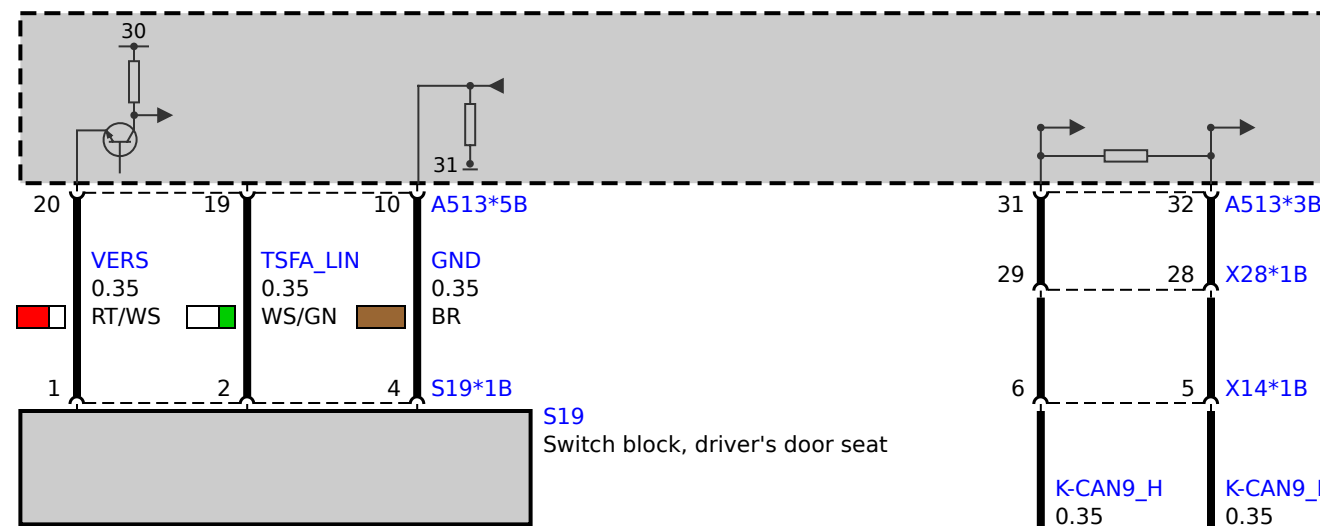 30
31
20 19 10 A513*5B
31 32 A513*3B
VERS TSFA_LIN GND
0.35 0.35 0.35
29 28 X28*1B
RT/WS WS/GN BR
1 2 4 S19*1B
6 5 X14*1B
S19
Switch block, driver's door seat
K-CAN9_H
0.35 0.35